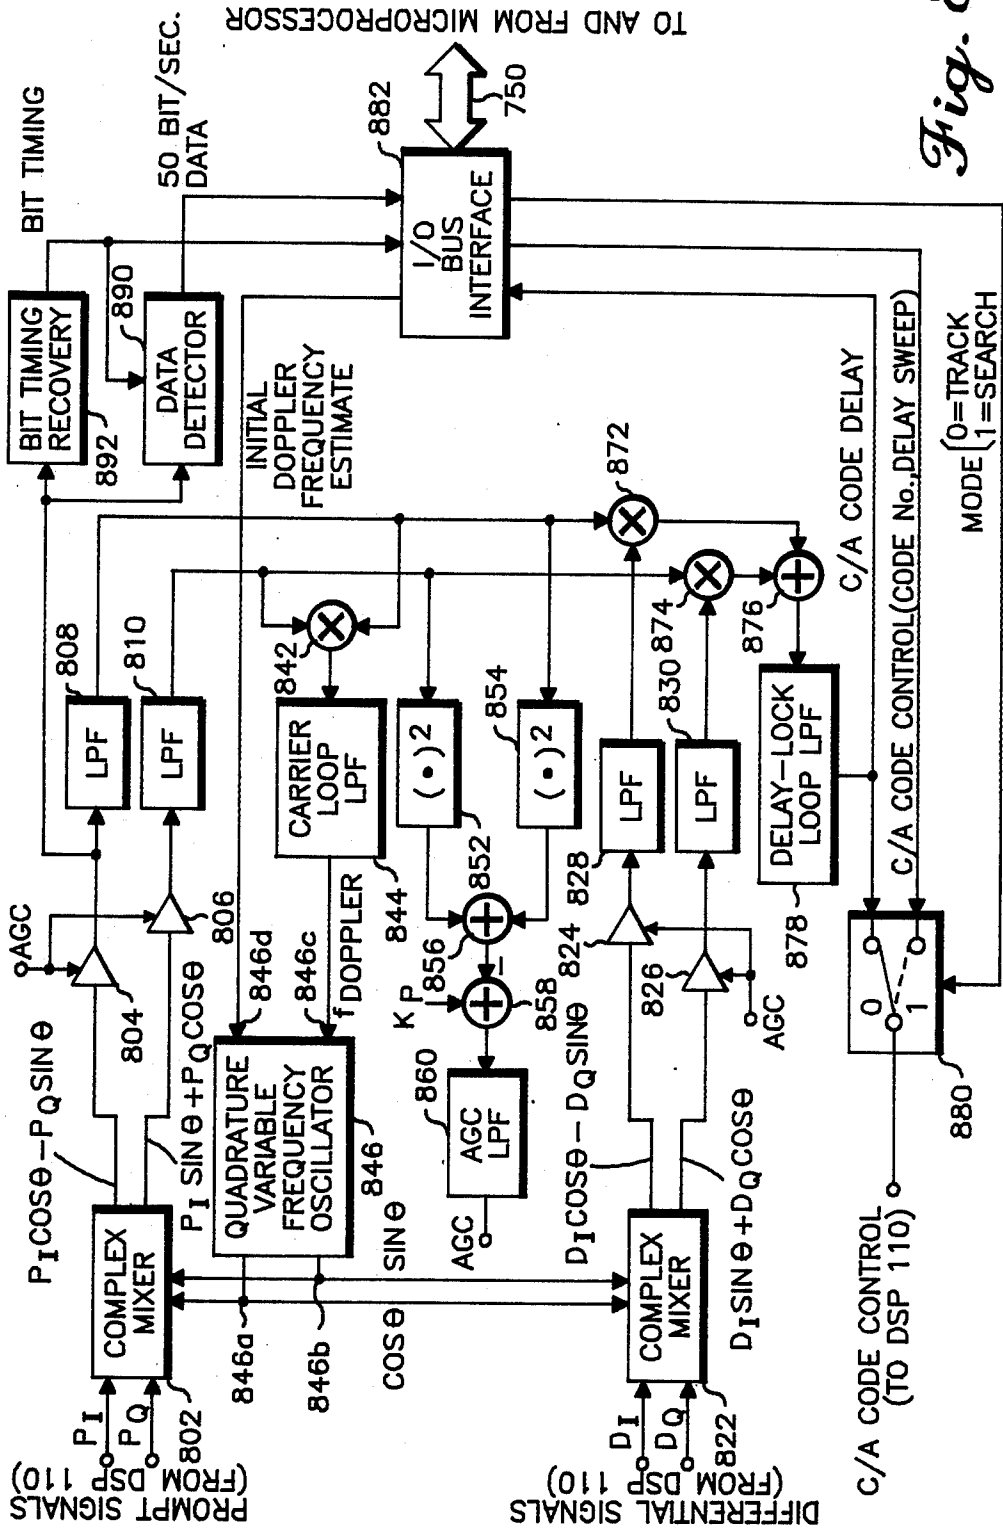 PROMPT SIGNALS
(FROM DSP 110)
PI
PQ
802
COMPLEX
MIXER
PICOSθ-PQSINθ
PI SINθ+PQCOSθ
AGC
804
806
LPF
808
LPF
810
BIT TIMING
RECOVERY
892
DATA
DETECTOR
890
BIT TIMING
50 BIT/SEC.
DATA
846a
846b
COSθ
SINθ
QUADRATURE
VARIABLE
FREQUENCY
OSCILLATOR
846
846d
846c
f DOPPLER
CARRIER
LOOP
LPF
844
842
INITIAL
DOPPLER
FREQUENCY
ESTIMATE
I/O
BUS
INTERFACE
882
750
TO AND FROM MICROPROCESSOR
AGC
AGC
LPF
860
KP
858
856
852
(•)2
(•)2
854
DIFFERENTIAL SIGNALS
(FROM DSP 110)
DI
DQ
822
COMPLEX
MIXER
DICOSθ-DQSINθ
DISINθ+DQCOSθ
824
826
AGC
828
LPF
830
LPF
872
874
876
878
DELAY-LOCK
LOOP LPF
C/A CODE DELAY
C/A CODE CONTROL(CODE No.,DELAY SWEEP)
MODE {0=TRACK
1=SEARCH
0
1
880
C/A CODE CONTROL
(TO DSP 110)
Fig.